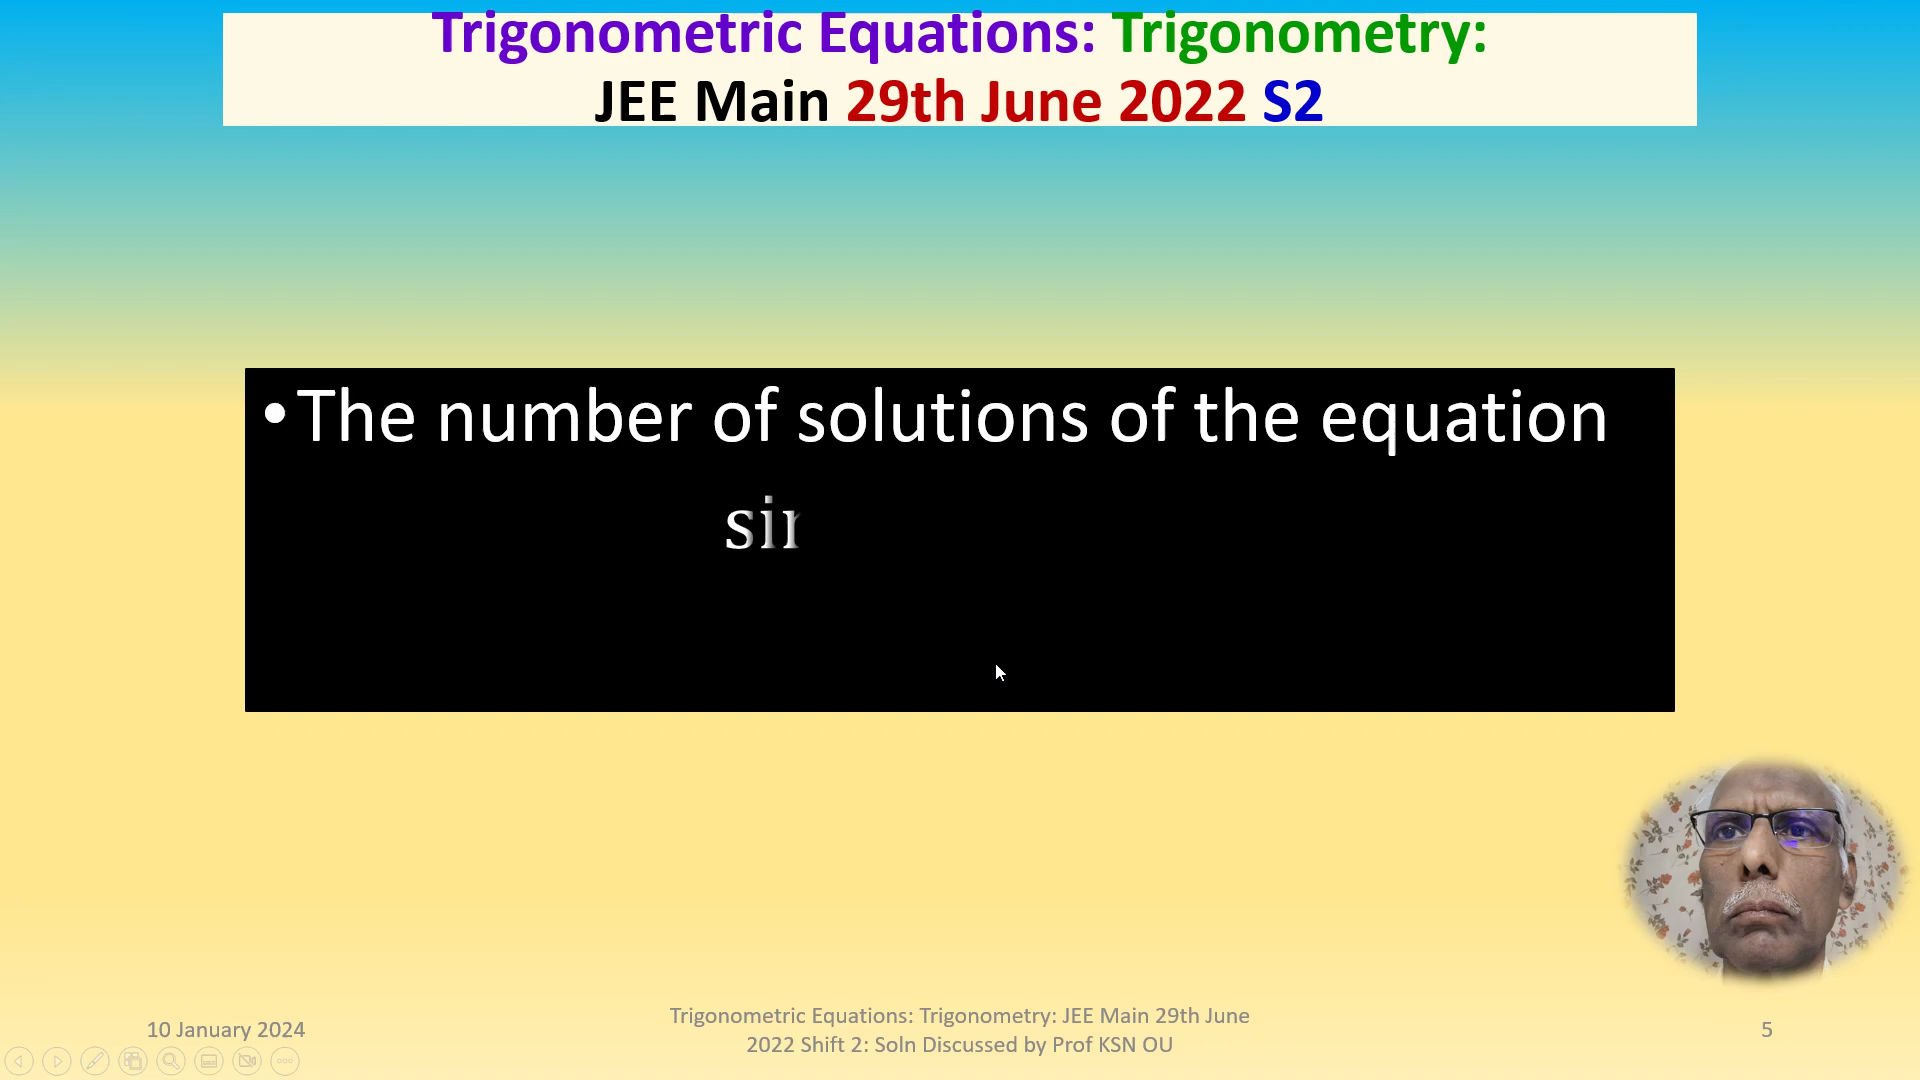 Trigonometric Equations: Trigonometry:
JEE Main 29th June 2022 S2
•The number of solutions of the equation
10 January 2024
Trigonometric Equations: Trigonometry: JEE Main 29th June
2022 Shift 2: Soln Discussed by Prof KSN OU
5